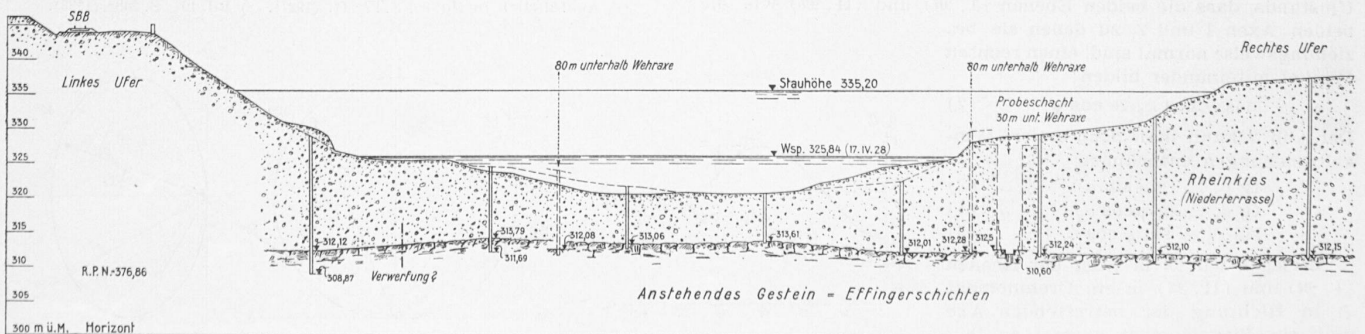 SBB
Rechtes Ufer
340
80m unterhalb Wehraxe
80m unterhalb Wehraxe
Linkes Ufer
Stauhöhe 335,20
335
Probeschacht
30m unt. Wehraxe
330
Wsp. 325,84 (17.IV.28)
325
Rheinkies
(Niederterrasse)
320
315
313,79
313,61
312,12
312,08
313,06
312,01
312,28
312,5
312,24
312,10
312,15
311,69
310
R.P.N.=376,86
308,87
Verwerfung ?
310,60
Anstehendes Gestein = Effingerschichten
305
300 m ü.M. Horizont